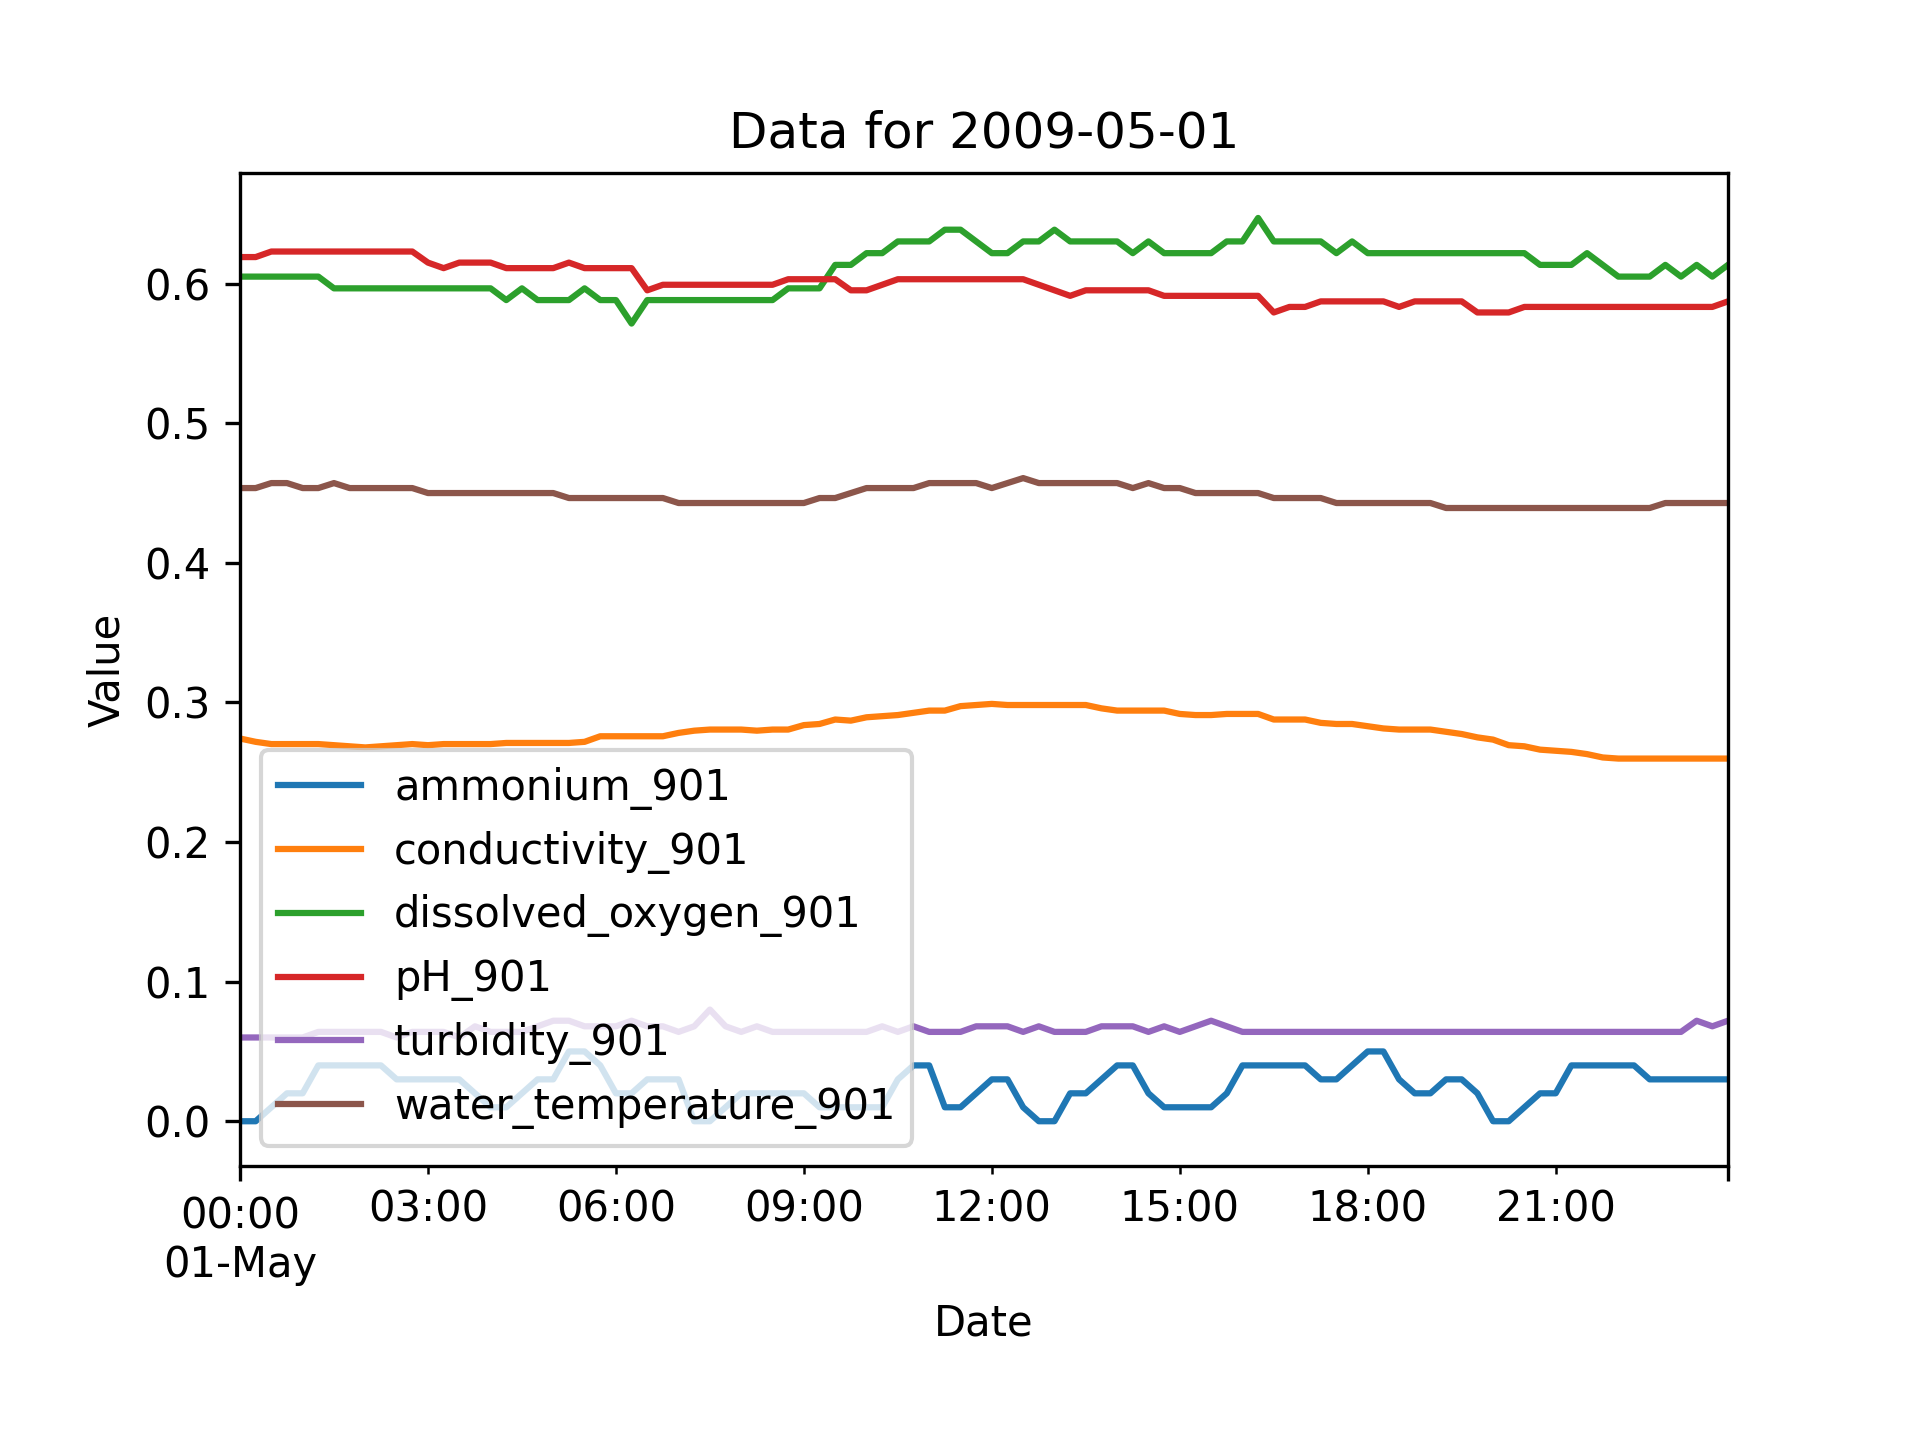 Data for 2009-05-01
Value
0.6
0.5
0.4
0.3
0.2
0.1
0.0
ammonium_901
conductivity_901
dissolved_oxygen_901
pH_901
turbidity_901
water_temperature_901
00:00
01-May
03:00
06:00
09:00
12:00
15:00
18:00
21:00
Date